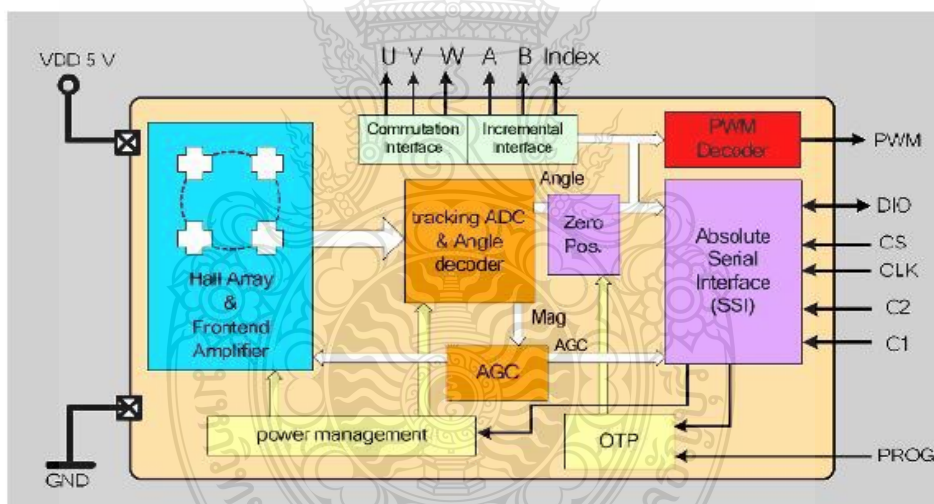 U V W A B Index
VDD 5 V
Commutation
Interface
Incremental
Interface
PWM
Decoder
PWM
Angle
tracking ADC
& Angle
decoder
Zero
Pos.
Absolute
Serial
Interface
(SSI)
DIO
CS
CLK
C2
C1
Hall Array
&
Frontend
Amplifier
Mag
AGC
AGC
power management
OTP
PROG
GND